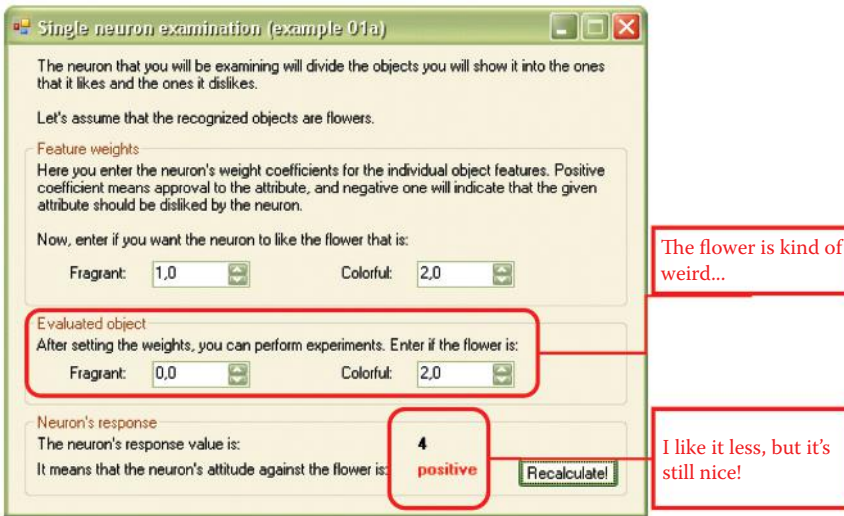 Single neuron examination (example 01a)
The neuron that you will be examining will divide the objects you will show it into the ones
that it likes and the ones it dislikes.
Let's assume that the recognized objects are flowers.
Feature weights
Here you enter the neuron's weight coefficients for the individual object features. Positive
coefficient means approval to the attribute, and negative one will indicate that the given
attribute should be disliked by the neuron.
Now, enter if you want the neuron to like the flower that is:
Fragrant: 1,0 Colorful: 2,0
The flower is kind of
weird...
Evaluated object
After setting the weights, you can perform experiments. Enter if the flower is:
Fragrant: 0,0 Colorful: 2,0
Neuron's response
The neuron's response value is: 4
It means that the neuron's attitude against the flower is: positive Recalculate!
I like it less, but it's
still nice!